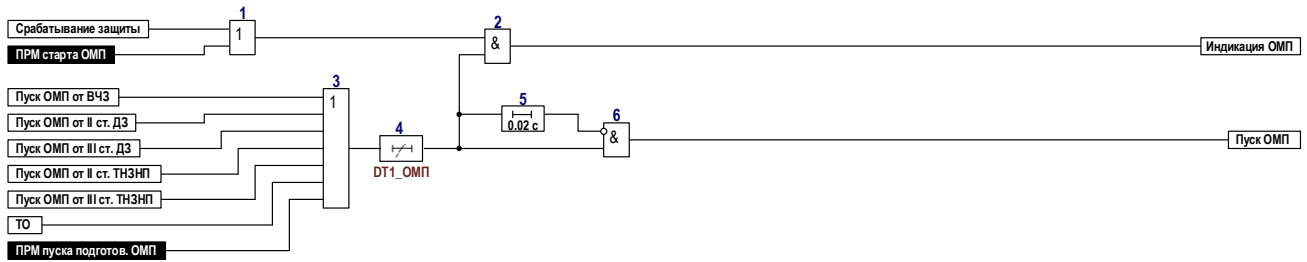 1
2
Срабатывание защиты
1
ПРМ старта ОМП
&
Индикация ОМП
3
Пуск ОМП от ВЧЗ
1
5
6
Пуск ОМП от II ст. ДЗ
0.02 с
4
&
Пуск ОМП
Пуск ОМП от III ст. ДЗ
DT1_ОМП
Пуск ОМП от II ст. ТНЗНП
Пуск ОМП от III ст. ТНЗНП
ТО
ПРМ пуска подготов. ОМП